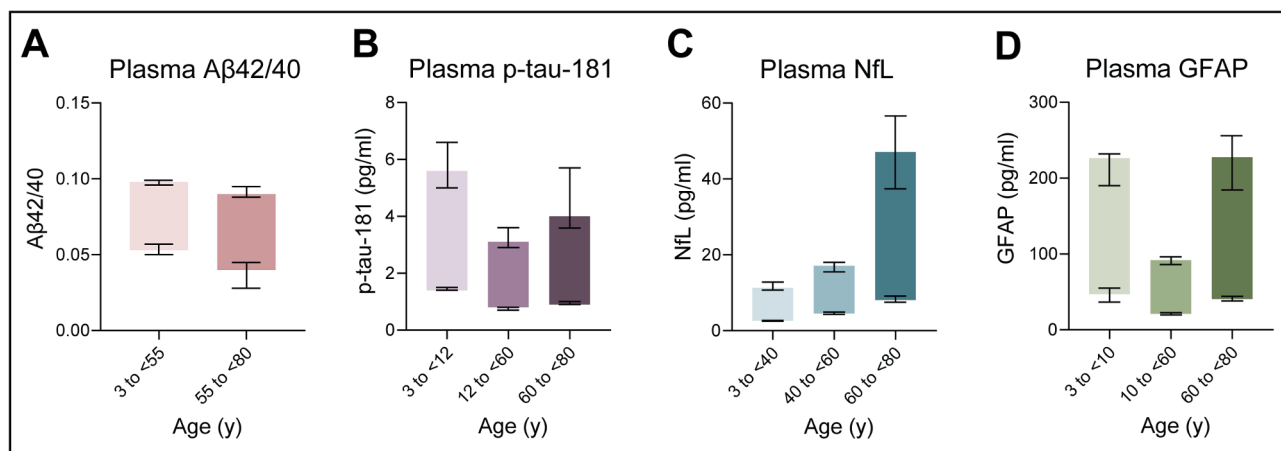 A
Plasma Aβ42/40
Aβ42/40
0.15
0.10
0.05
0.00
3 to <55
55 to <80
Age (y)
B
Plasma p-tau-181
p-tau-181 (pg/ml)
8
6
4
2
0
3 to <12
12 to <60
60 to <80
Age (y)
C
Plasma NfL
NfL (pg/ml)
60
40
20
0
3 to <40
40 to <60
60 to <80
Age (y)
D
Plasma GFAP
GFAP (pg/ml)
300
200
100
0
3 to <10
10 to <60
60 to <80
Age (y)